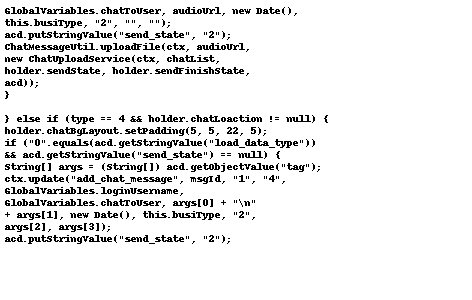 GlobalVariables.chatToUser, audioUrl, new Date(),
this.busiType, "2", "", "");
acd.putStringValue("send_state", "2");
ChatMessageUtil.uploadFile(ctx, audioUrl,
new ChatUploadService(ctx, chatList,
holder.sendState, holder.sendFinishState,
acd));
}

} else if (type == 4 && holder.chatLoaction != null) {
holder.chatBgLayout.setPadding(5, 5, 22, 5);
if ("0".equals(acd.getStringValue("load_data_type"))
&& acd.getStringValue("send_state") == null) {
String[] args = (String[]) acd.getObjectValue("tag");
ctx.update("add_chat_message", msgId, "1", "4",
GlobalVariables.loginUsername,
GlobalVariables.chatToUser, args[0] + "\n"
+ args[1], new Date(), this.busiType, "2",
args[2], args[3]);
acd.putStringValue("send_state", "2");